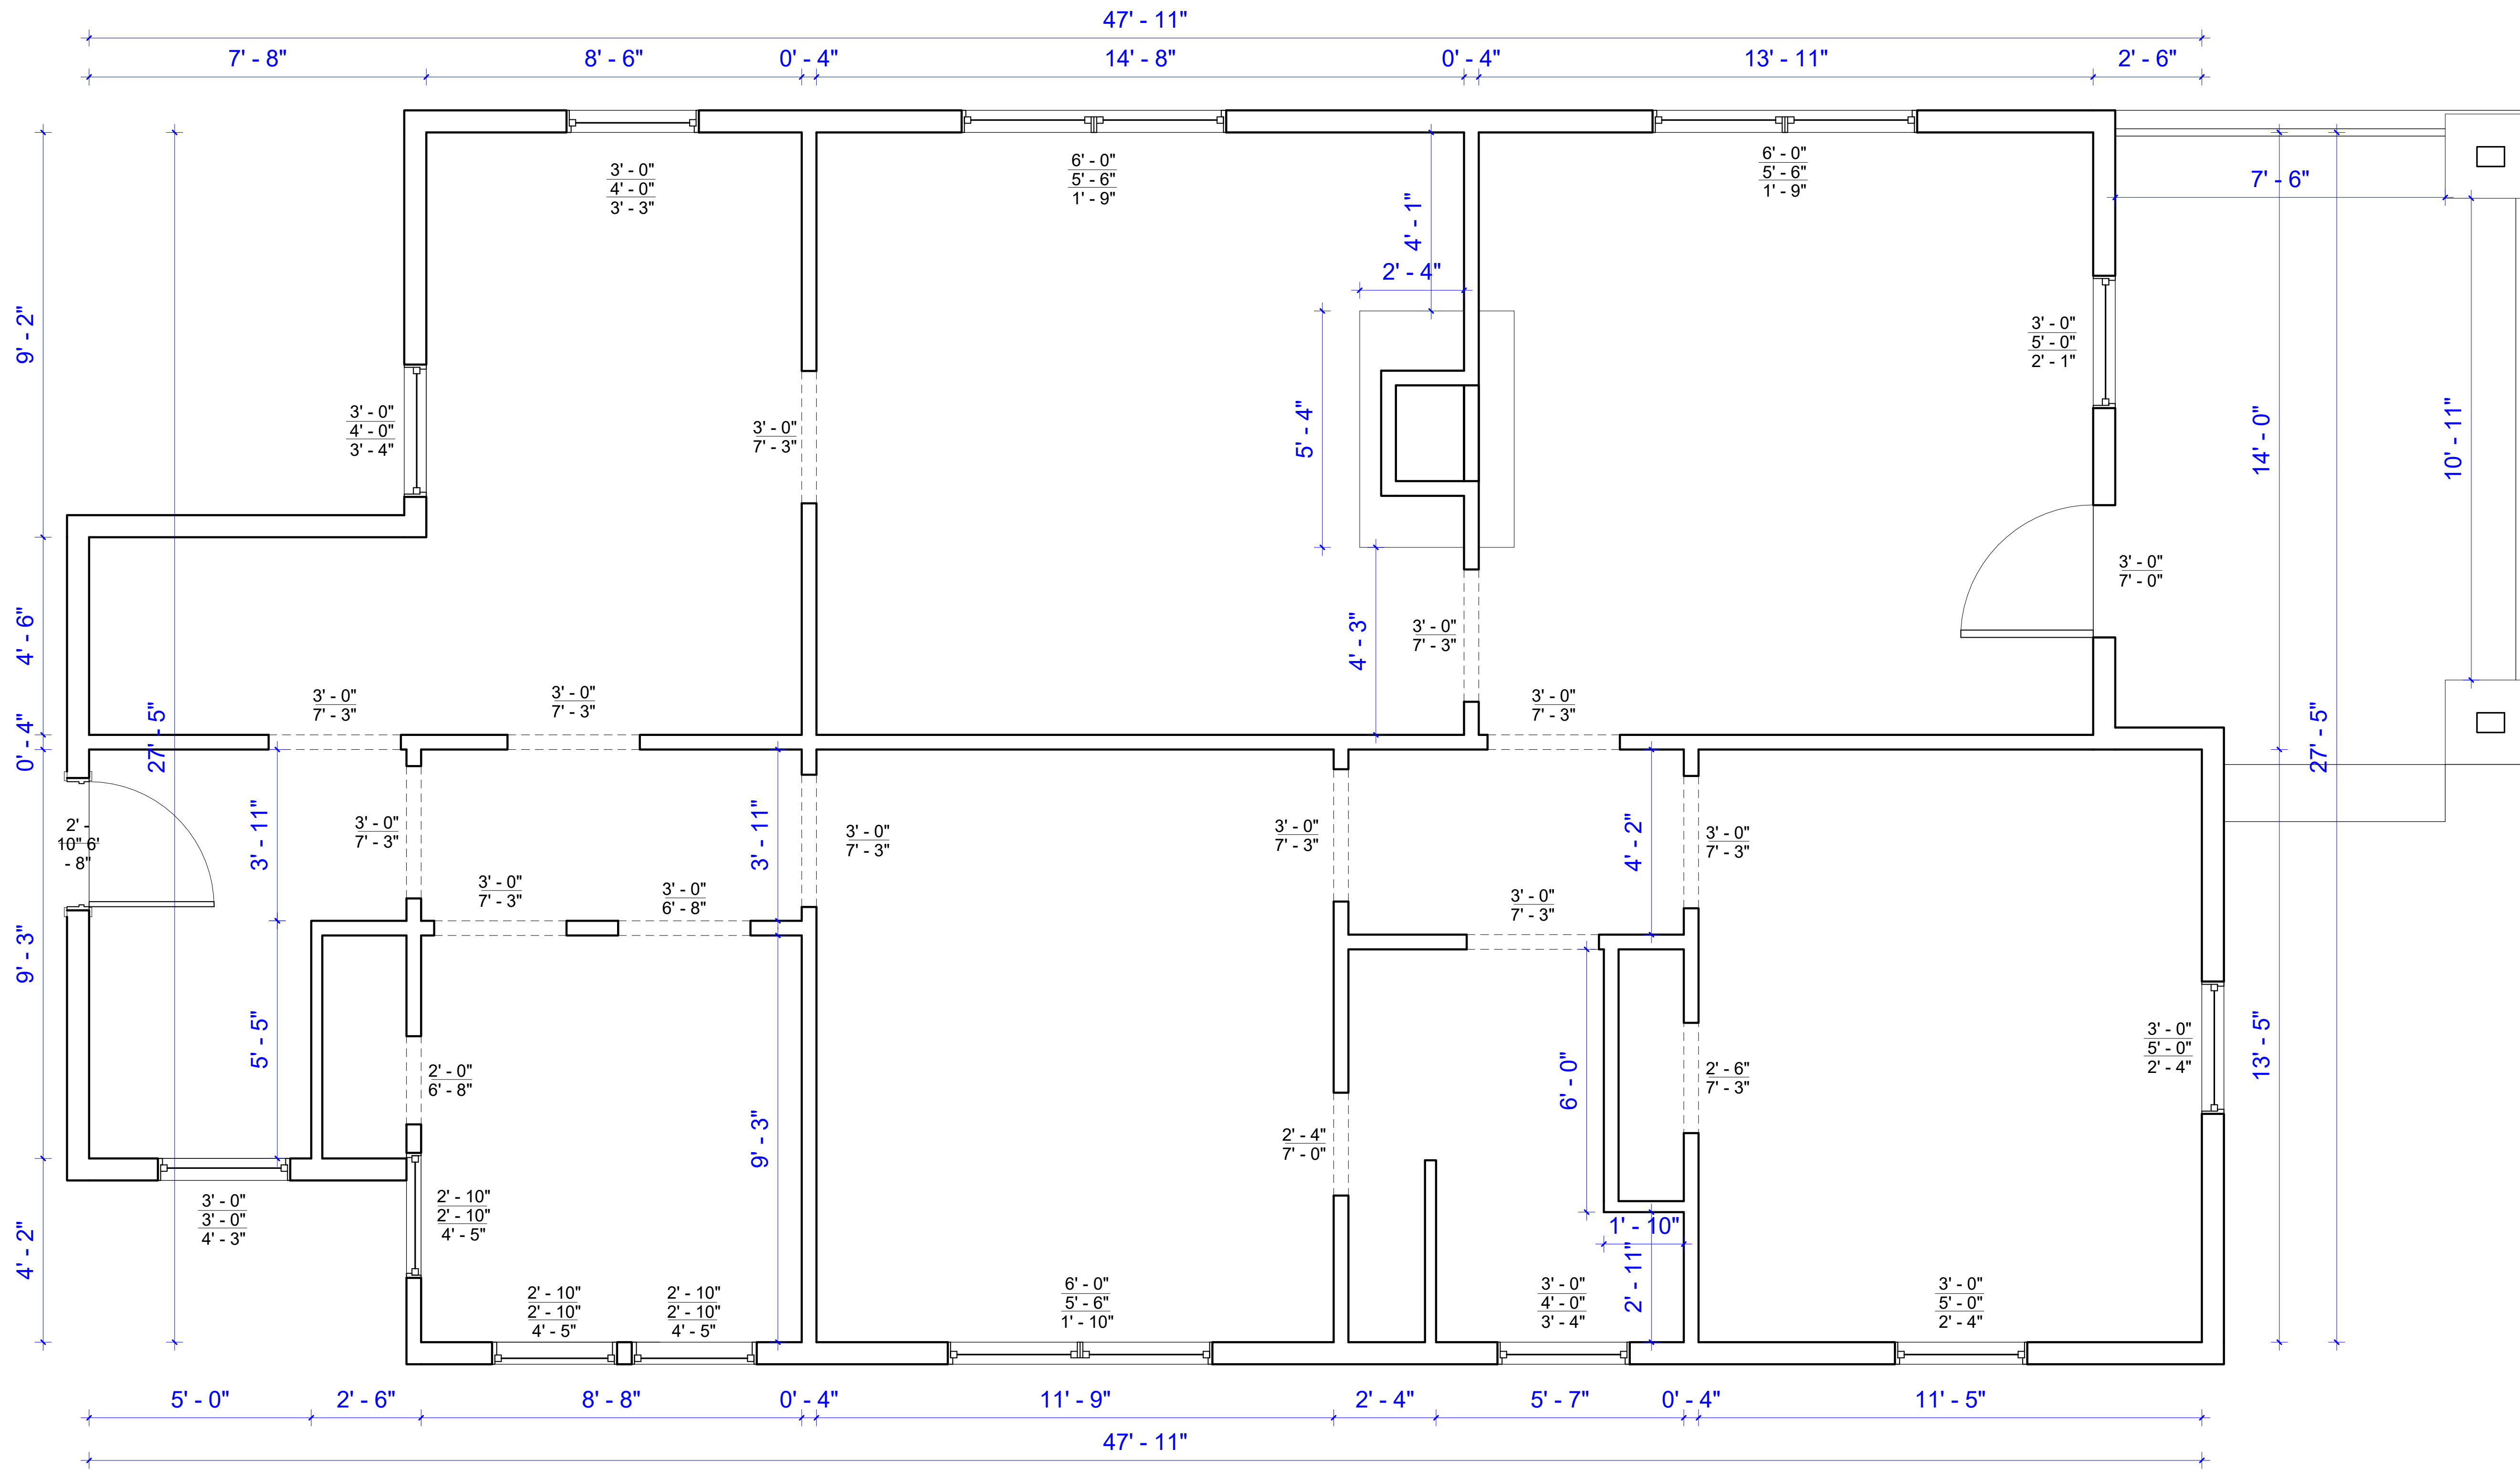 47' - 11"
7' - 8" 8' - 6" 0' - 4" 14' - 8" 0' - 4" 13' - 11" 2' - 6"
3' - 0"
4' - 0"
3' - 3"
6' - 0"
5' - 6"
1' - 9"
6' - 0"
5' - 6"
1' - 9"
7' - 6"
4' - 1"
2' - 4"
9' - 2"
3' - 0"
5' - 0"
2' - 1"
3' - 0"
4' - 0"
3' - 4"
3' - 0"
7' - 3"
5' - 4"
14' - 0"
10' - 11"
3' - 0"
7' - 0"
4' - 6"
4' - 3"
3' - 0"
7' - 3"
3' - 0"
7' - 3"
3' - 0"
7' - 3"
3' - 0"
7' - 3"
0' - 4"
27' - 5"
27' - 5"
2' -
10" 6'
- 8"
3' - 11"
3' - 0"
7' - 3"
3' - 11"
3' - 0"
7' - 3"
3' - 0"
7' - 3"
4' - 2"
3' - 0"
7' - 3"
3' - 0"
7' - 3"
3' - 0"
6' - 8"
3' - 0"
7' - 3"
9' - 3"
5' - 5"
2' - 0"
6' - 8"
9' - 3"
6' - 0"
2' - 6"
7' - 3"
3' - 0"
5' - 0"
2' - 4"
13' - 5"
2' - 4"
7' - 0"
3' - 0"
3' - 0"
4' - 3"
2' - 10"
2' - 10"
4' - 5"
1' - 10"
4' - 2"
2' - 11"
2' - 10"
2' - 10"
4' - 5"
2' - 10"
2' - 10"
4' - 5"
6' - 0"
5' - 6"
1' - 10"
3' - 0"
4' - 0"
3' - 4"
3' - 0"
5' - 0"
2' - 4"
5' - 0" 2' - 6" 8' - 8" 0' - 4" 11' - 9" 2' - 4" 5' - 7" 0' - 4" 11' - 5"
47' - 11"